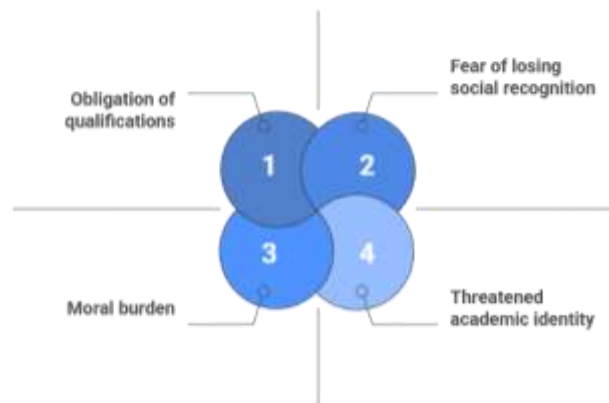 Obligation of
qualifications
Fear of losing
social recognition
1
2
3
4
Moral burden
Threatened
academic identity